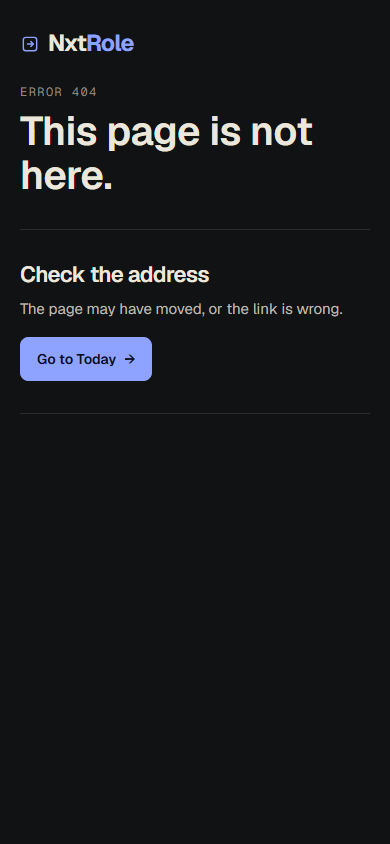 NxtRole
ERROR 404
This page is not
here.
Check the address
The page may have moved, or the link is wrong.
Go to Today →